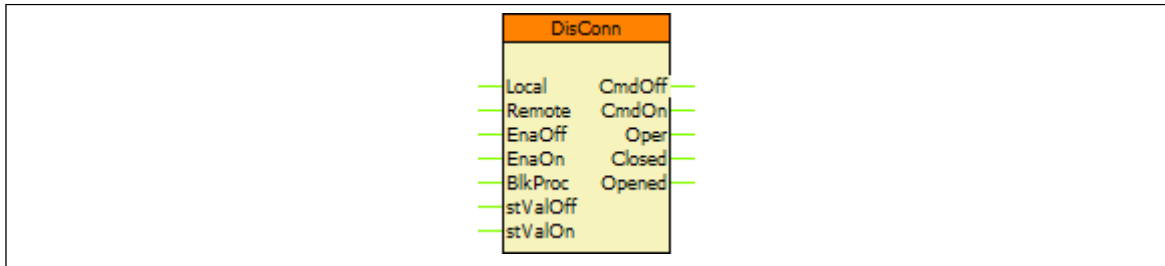 DisConn
Local CmdOff
Remote CmdOn
EnaOff Oper
EnaOn Closed
BlkProc Opened
stValOff
stValOn